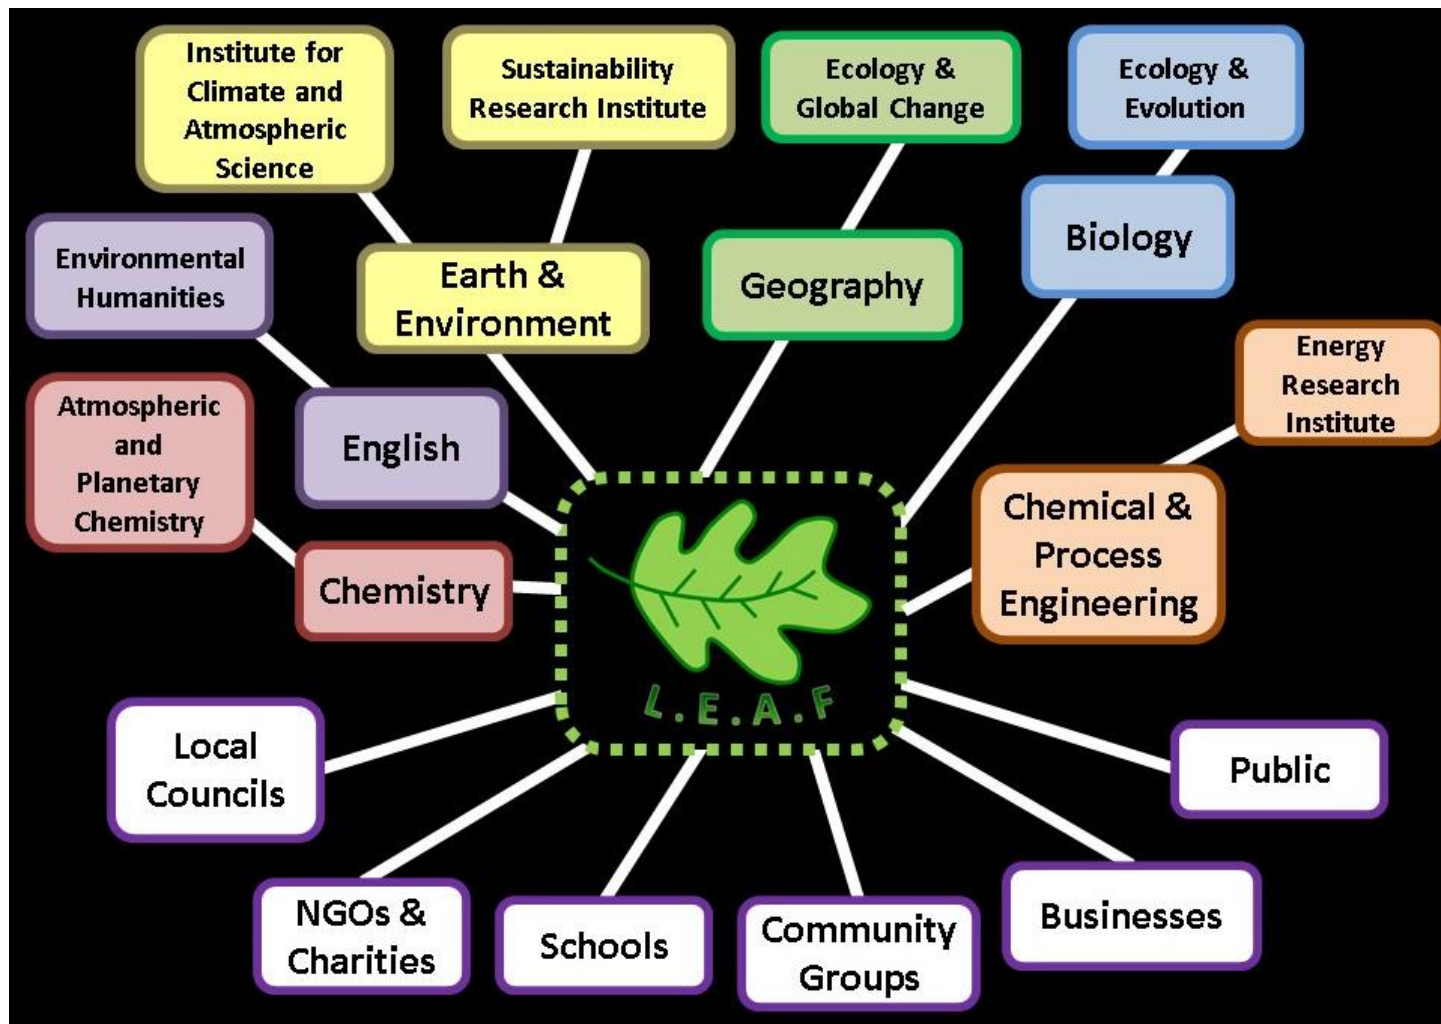 Institute for
Climate and
Atmospheric
Science
Sustainability
Research Institute
Ecology &
Global Change
Ecology &
Evolution
Environmental
Humanities
Earth &
Environment
Geography
Biology
Energy
Research
Institute
Atmospheric
and
Planetary
Chemistry
English
Chemistry
Chemical &
Process
Engineering
L.E.A.F
Local
Councils
Public
NGOs &
Charities
Schools
Community
Groups
Businesses